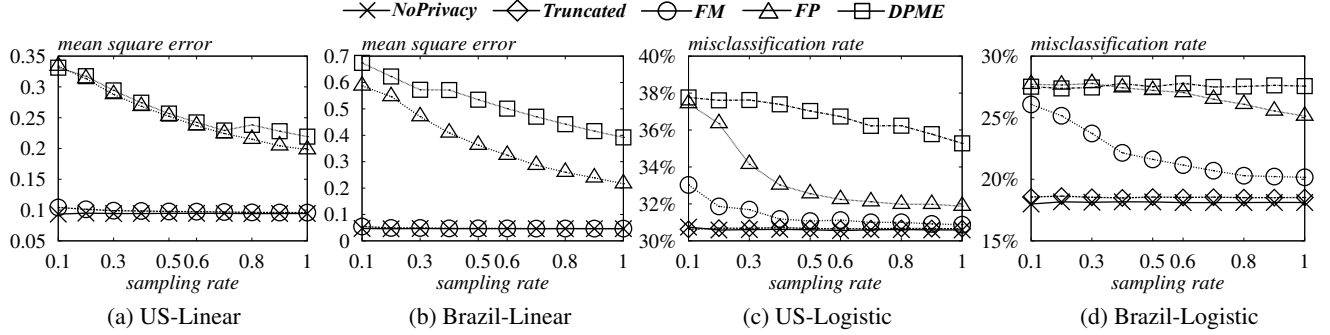 NoPrivacy Truncated FM FP DPME
mean square error
0.35
0.3
0.25
0.2
0.15
0.1
0.05
0.1 0.3 0.5 0.6 0.8 1
sampling rate
(a) US-Linear
mean square error
0.7
0.6
0.5
0.4
0.3
0.2
0.1
0
0.1 0.3 0.5 0.6 0.8 1
sampling rate
(b) Brazil-Linear
misclassification rate
40%
38%
36%
34%
32%
30%
0.1 0.3 0.5 0.6 0.8 1
sampling rate
(c) US-Logistic
misclassification rate
30%
25%
20%
15%
0.1 0.3 0.5 0.6 0.8 1
sampling rate
(d) Brazil-Logistic